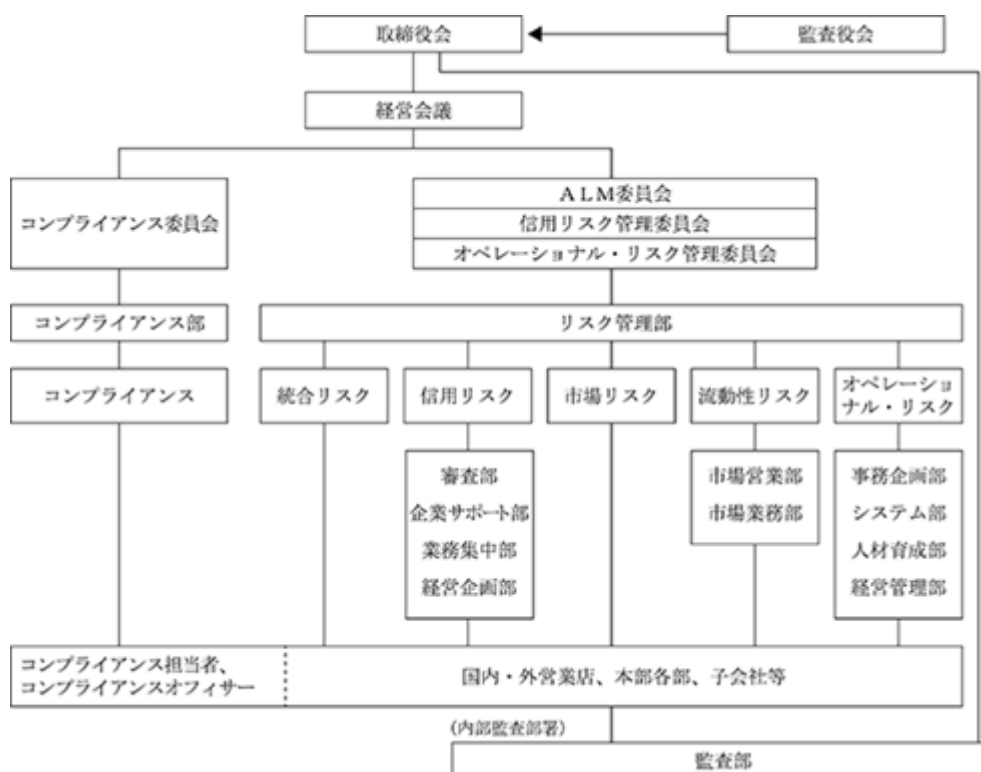 取締役会
監査役会
経営会議
コンプライアンス委員会
ALM委員会
信用リスク管理委員会
オペレーショナル・リスク管理委員会
コンプライアンス部
リスク管理部
コンプライアンス
統合リスク
信用リスク
市場リスク
流動性リスク
オペレーショ
ナル・リスク
審査部
企業サポート部
業務集中部
経営企画部
市場営業部
市場業務部
事務企画部
システム部
人材育成部
経営管理部
コンプライアンス担当者、
コンプライアンスオフィサー
国内・外営業店、本部各部、子会社等
(内部監査部署)
監査部